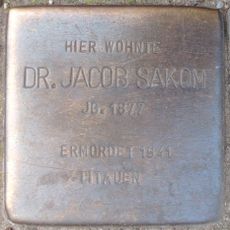 HIER WOHNTE
DR. JACOB SAKOM
JG. 1877
ERMORDET 1941
LITAUEN